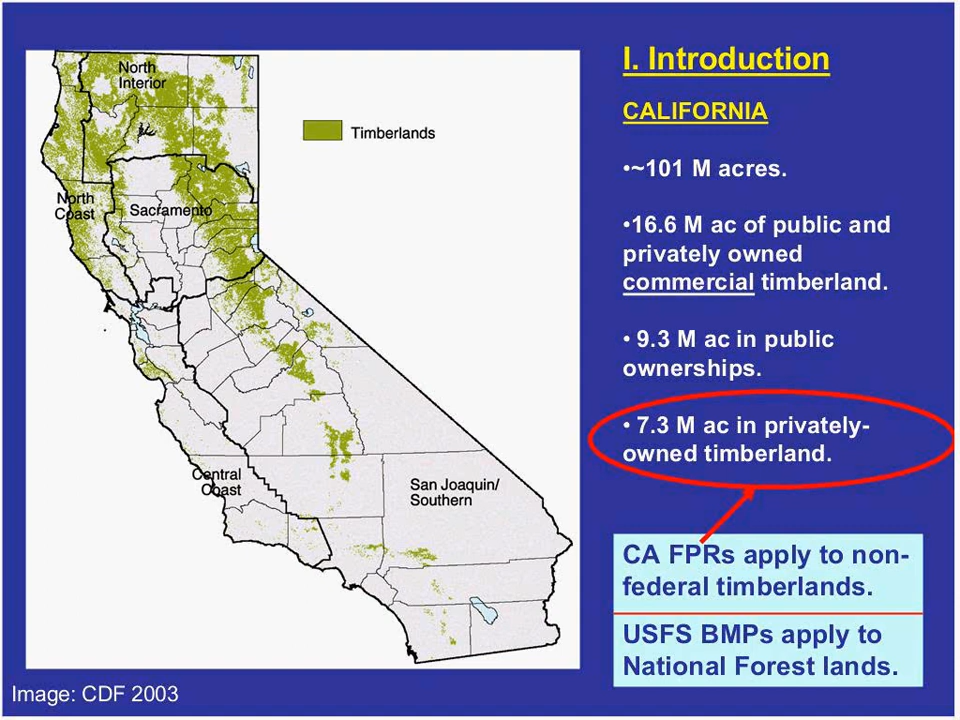 I. Introduction
CALIFORNIA
•~101 M acres.
•16.6 M ac of public and
privately owned
commercial timberland.
• 9.3 M ac in public
ownerships.
• 7.3 M ac in privately-
owned timberland.
CA FPRs apply to non-
federal timberlands.
USFS BMPs apply to
National Forest lands.
North
Interior
Timberlands
North
Coast
Sacramento
Central
Coast
San Joaquin/
Southern
Image: CDF 2003